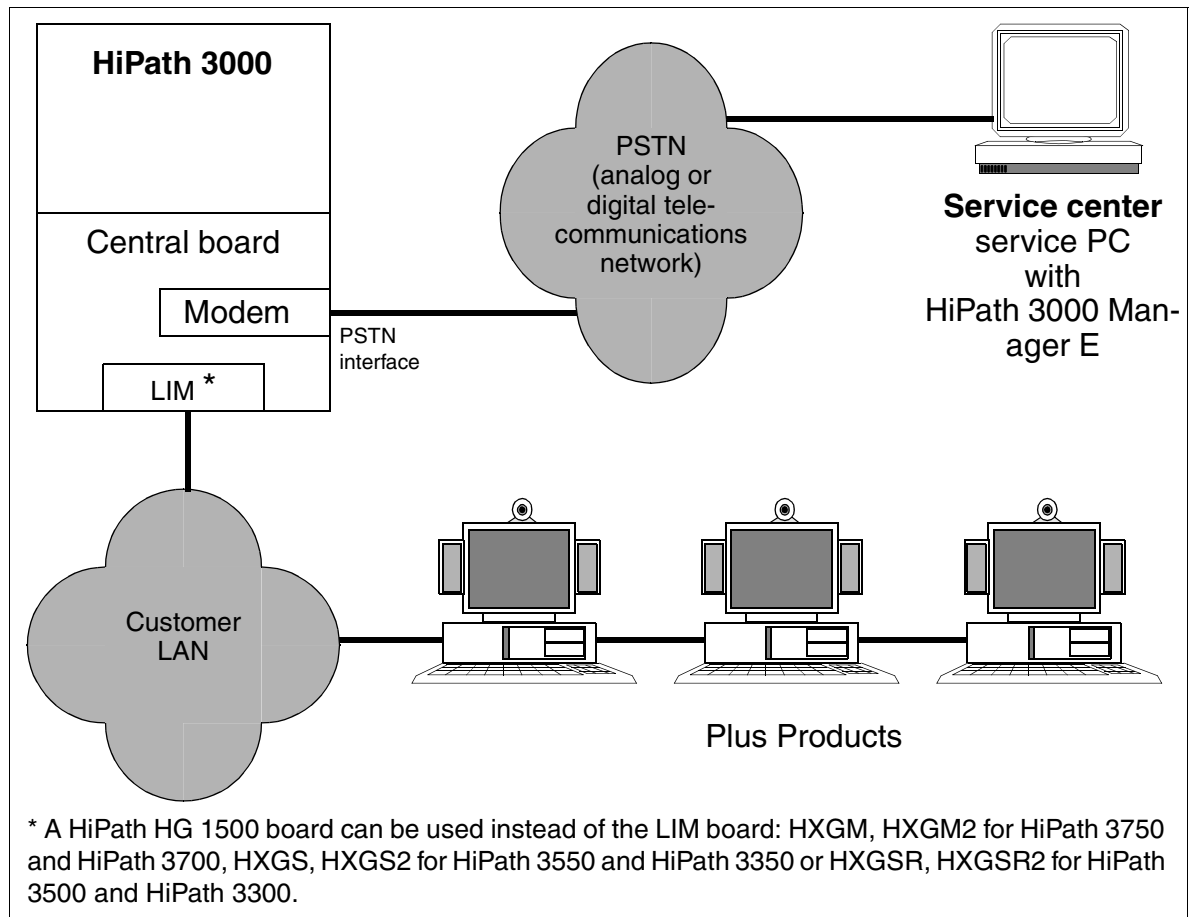 HiPath 3000
Central board
Modem
LIM *
PSTN
interface
PSTN
(analog or
digital tele-
communications
network)
Service center
service PC
with
HiPath 3000 Man-
ager E
Customer
LAN
Plus Products
* A HiPath HG 1500 board can be used instead of the LIM board: HXGM, HXGM2 for HiPath 3750
and HiPath 3700, HXGS, HXGS2 for HiPath 3550 and HiPath 3350 or HXGSR, HXGSR2 for HiPath
3500 and HiPath 3300.